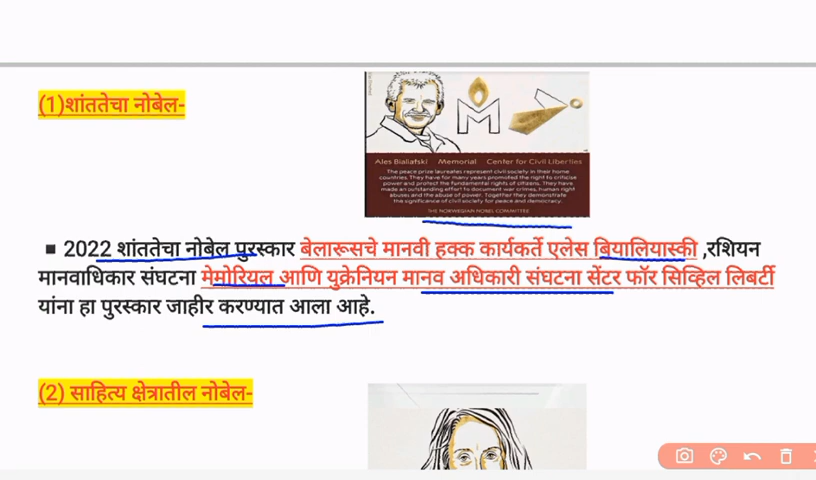 (1)शांततेचा नोबेल-
Ales Bialiatski Memorial Center for Civil Liberties
The peace prize laureates represent civil society in their home
countries. They have for many years promoted the right to criticise
power and protect the fundamental rights of citizens. They have
made an outstanding effort to document war crimes, human right
abuses and the abuse of power. Together they demonstrate
the significance of civil society for peace and democracy.
THE NORWEGIAN NOBEL COMMITTEE
■ 2022 शांततेचा नोबेल पुरस्कार बेलारूसचे मानवी हक्क कार्यकर्ते एलेस बियालियास्की ,रशियन
मानवाधिकार संघटना मेमोरियल आणि युक्रेनियन मानव अधिकारी संघटना सेंटर फॉर सिव्हिल लिबर्टी
यांना हा पुरस्कार जाहीर करण्यात आला आहे.
(2) साहित्य क्षेत्रातील नोबेल-